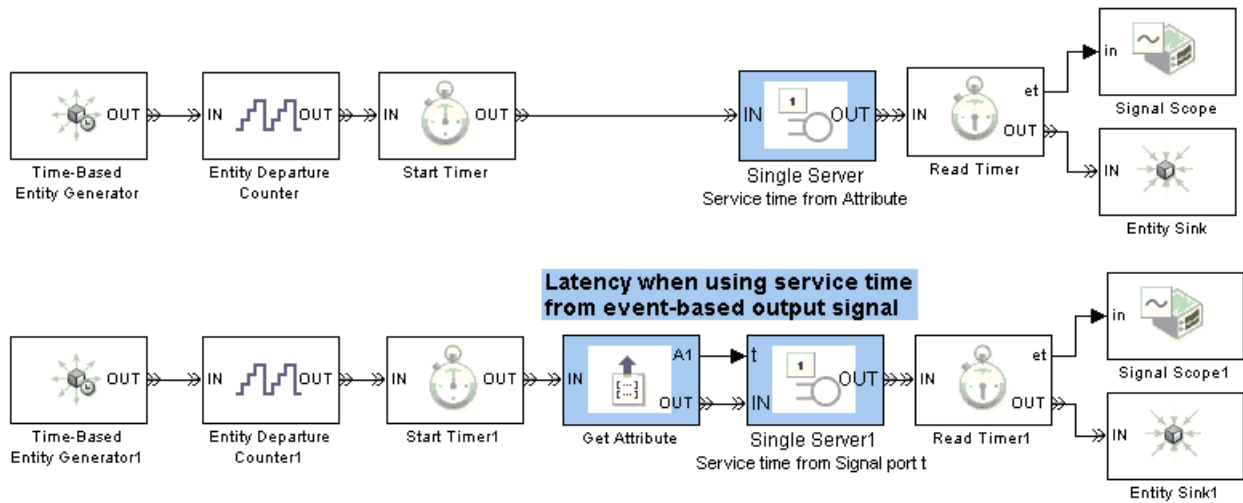 OUT
Time-Based
Entity Generator
IN
OUT
Entity Departure
Counter
IN
OUT
Start Timer
IN
1
OUT
Single Server
Service time from Attribute
IN
et
OUT
Read Timer
in
Signal Scope
IN
Entity Sink
Latency when using service time
from event-based output signal
OUT
Time-Based
Entity Generator1
IN
OUT
Entity Departure
Counter1
IN
OUT
Start Timer1
IN
A1
[...]
OUT
Get Attribute
t
1
OUT
IN
Single Server1
Service time from Signal port t
IN
et
OUT
Read Timer1
in
Signal Scope1
IN
Entity Sink1